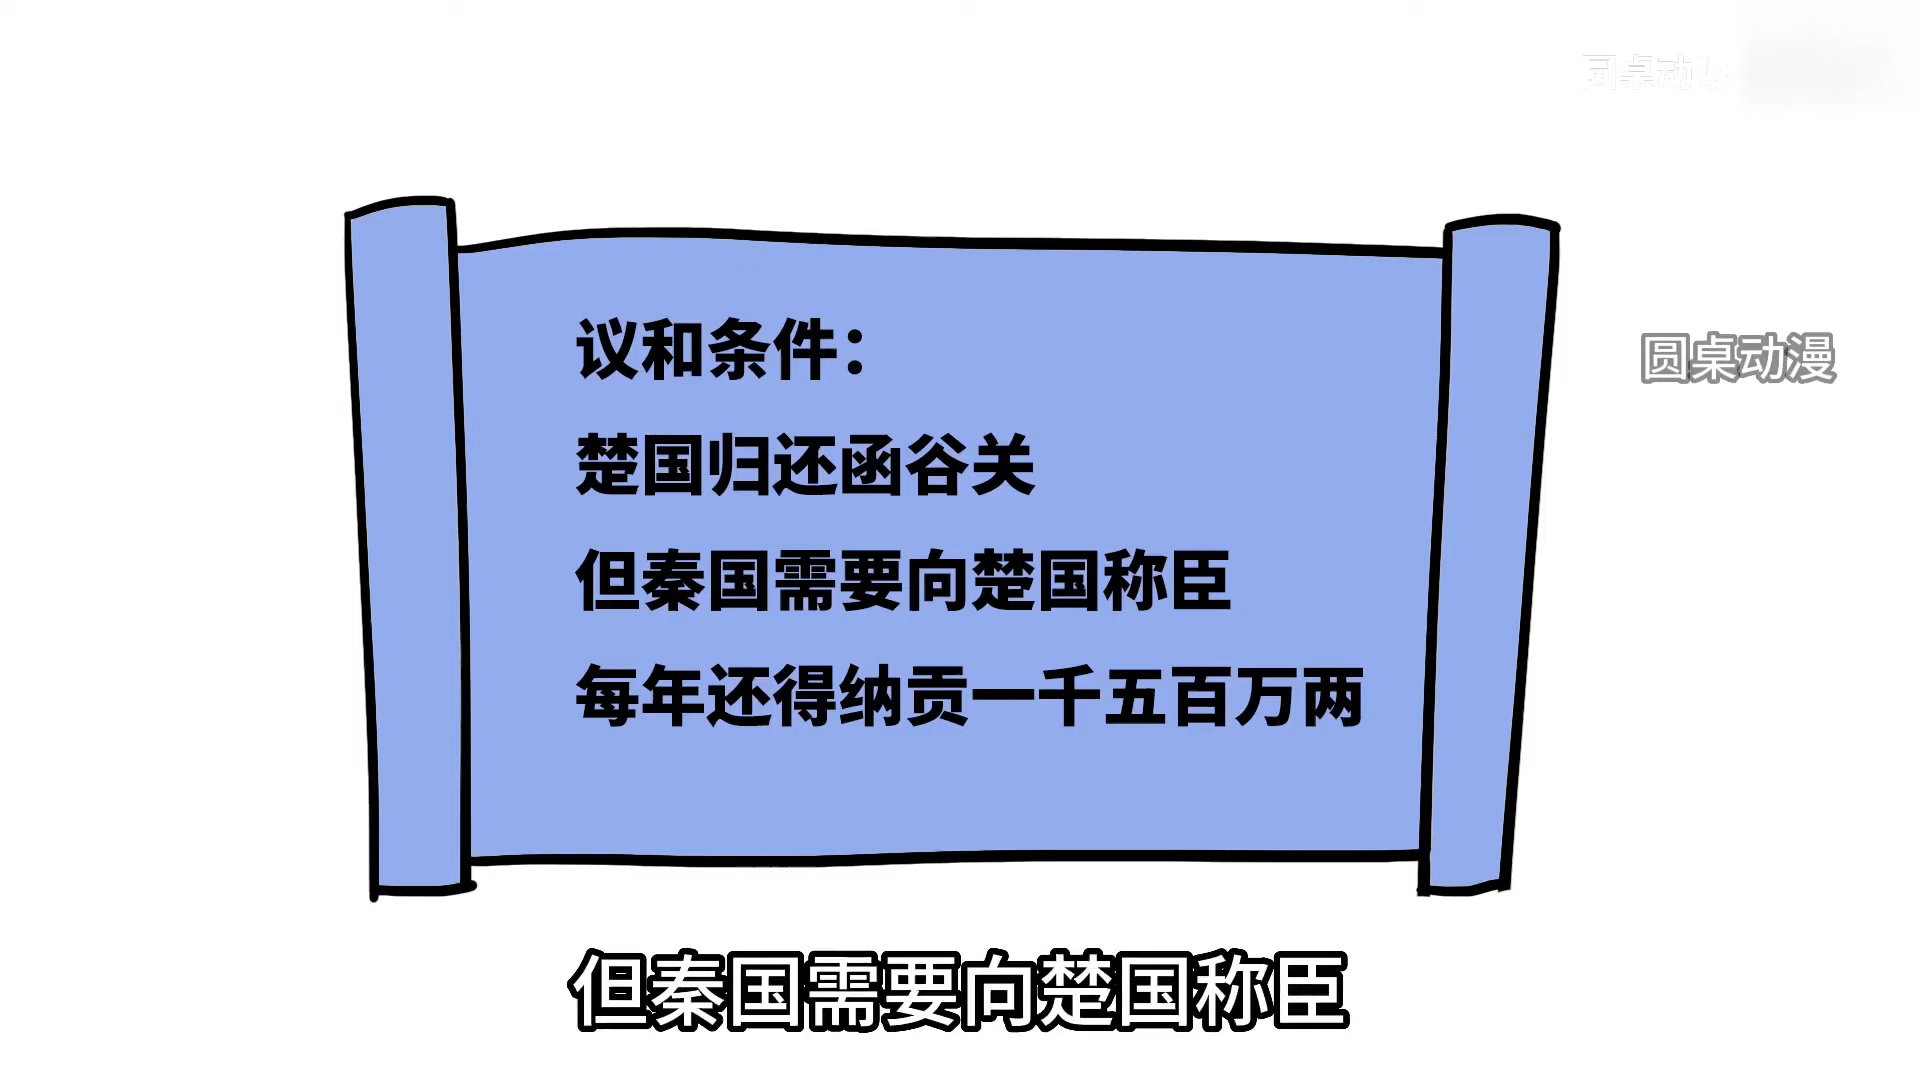 圆桌动漫
议和条件：
楚国归还函谷关
但秦国需要向楚国称臣
每年还得纳贡一千五百万两
但秦国需要向楚国称臣